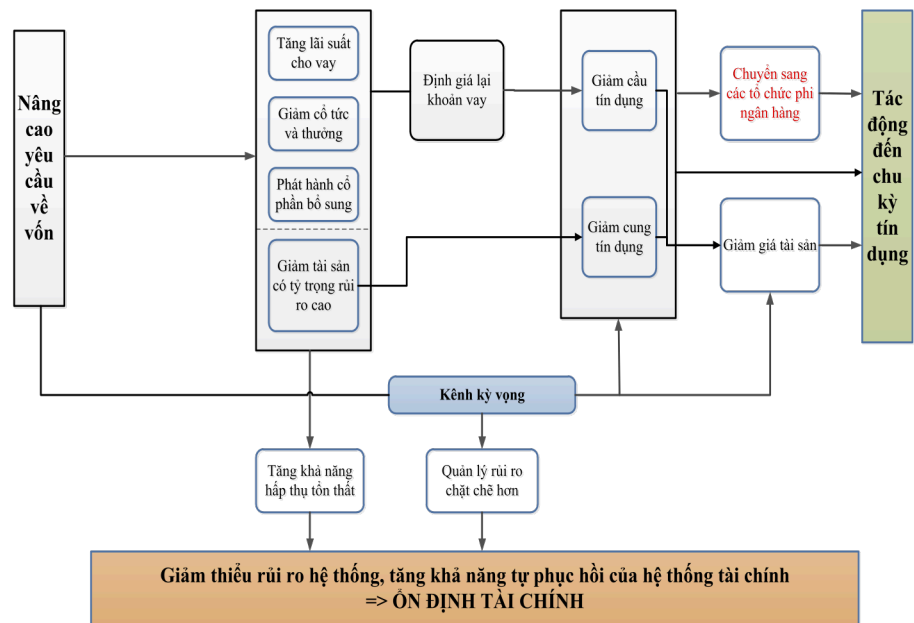 Nâng
cao
yêu
cầu
về
vốn
Tăng lãi suất
cho vay
Giảm cổ tức
và thưởng
Phát hành cổ
phần bổ sung
Giảm tài sản
có tỷ trọng rủi
ro cao
Định giá lại
khoản vay
Giảm cầu
tín dụng
Giảm cung
tín dụng
Chuyển sang
các tổ chức phi
ngân hàng
Giảm giá tài sản
Tác
động
đến
chu
kỳ
tín
dụng
Kênh kỳ vọng
Tăng khả năng
hấp thụ tổn thất
Quản lý rủi ro
chặt chẽ hơn
Giảm thiểu rủi ro hệ thống, tăng khả năng tự phục hồi của hệ thống tài chính
=> ỔN ĐỊNH TÀI CHÍNH